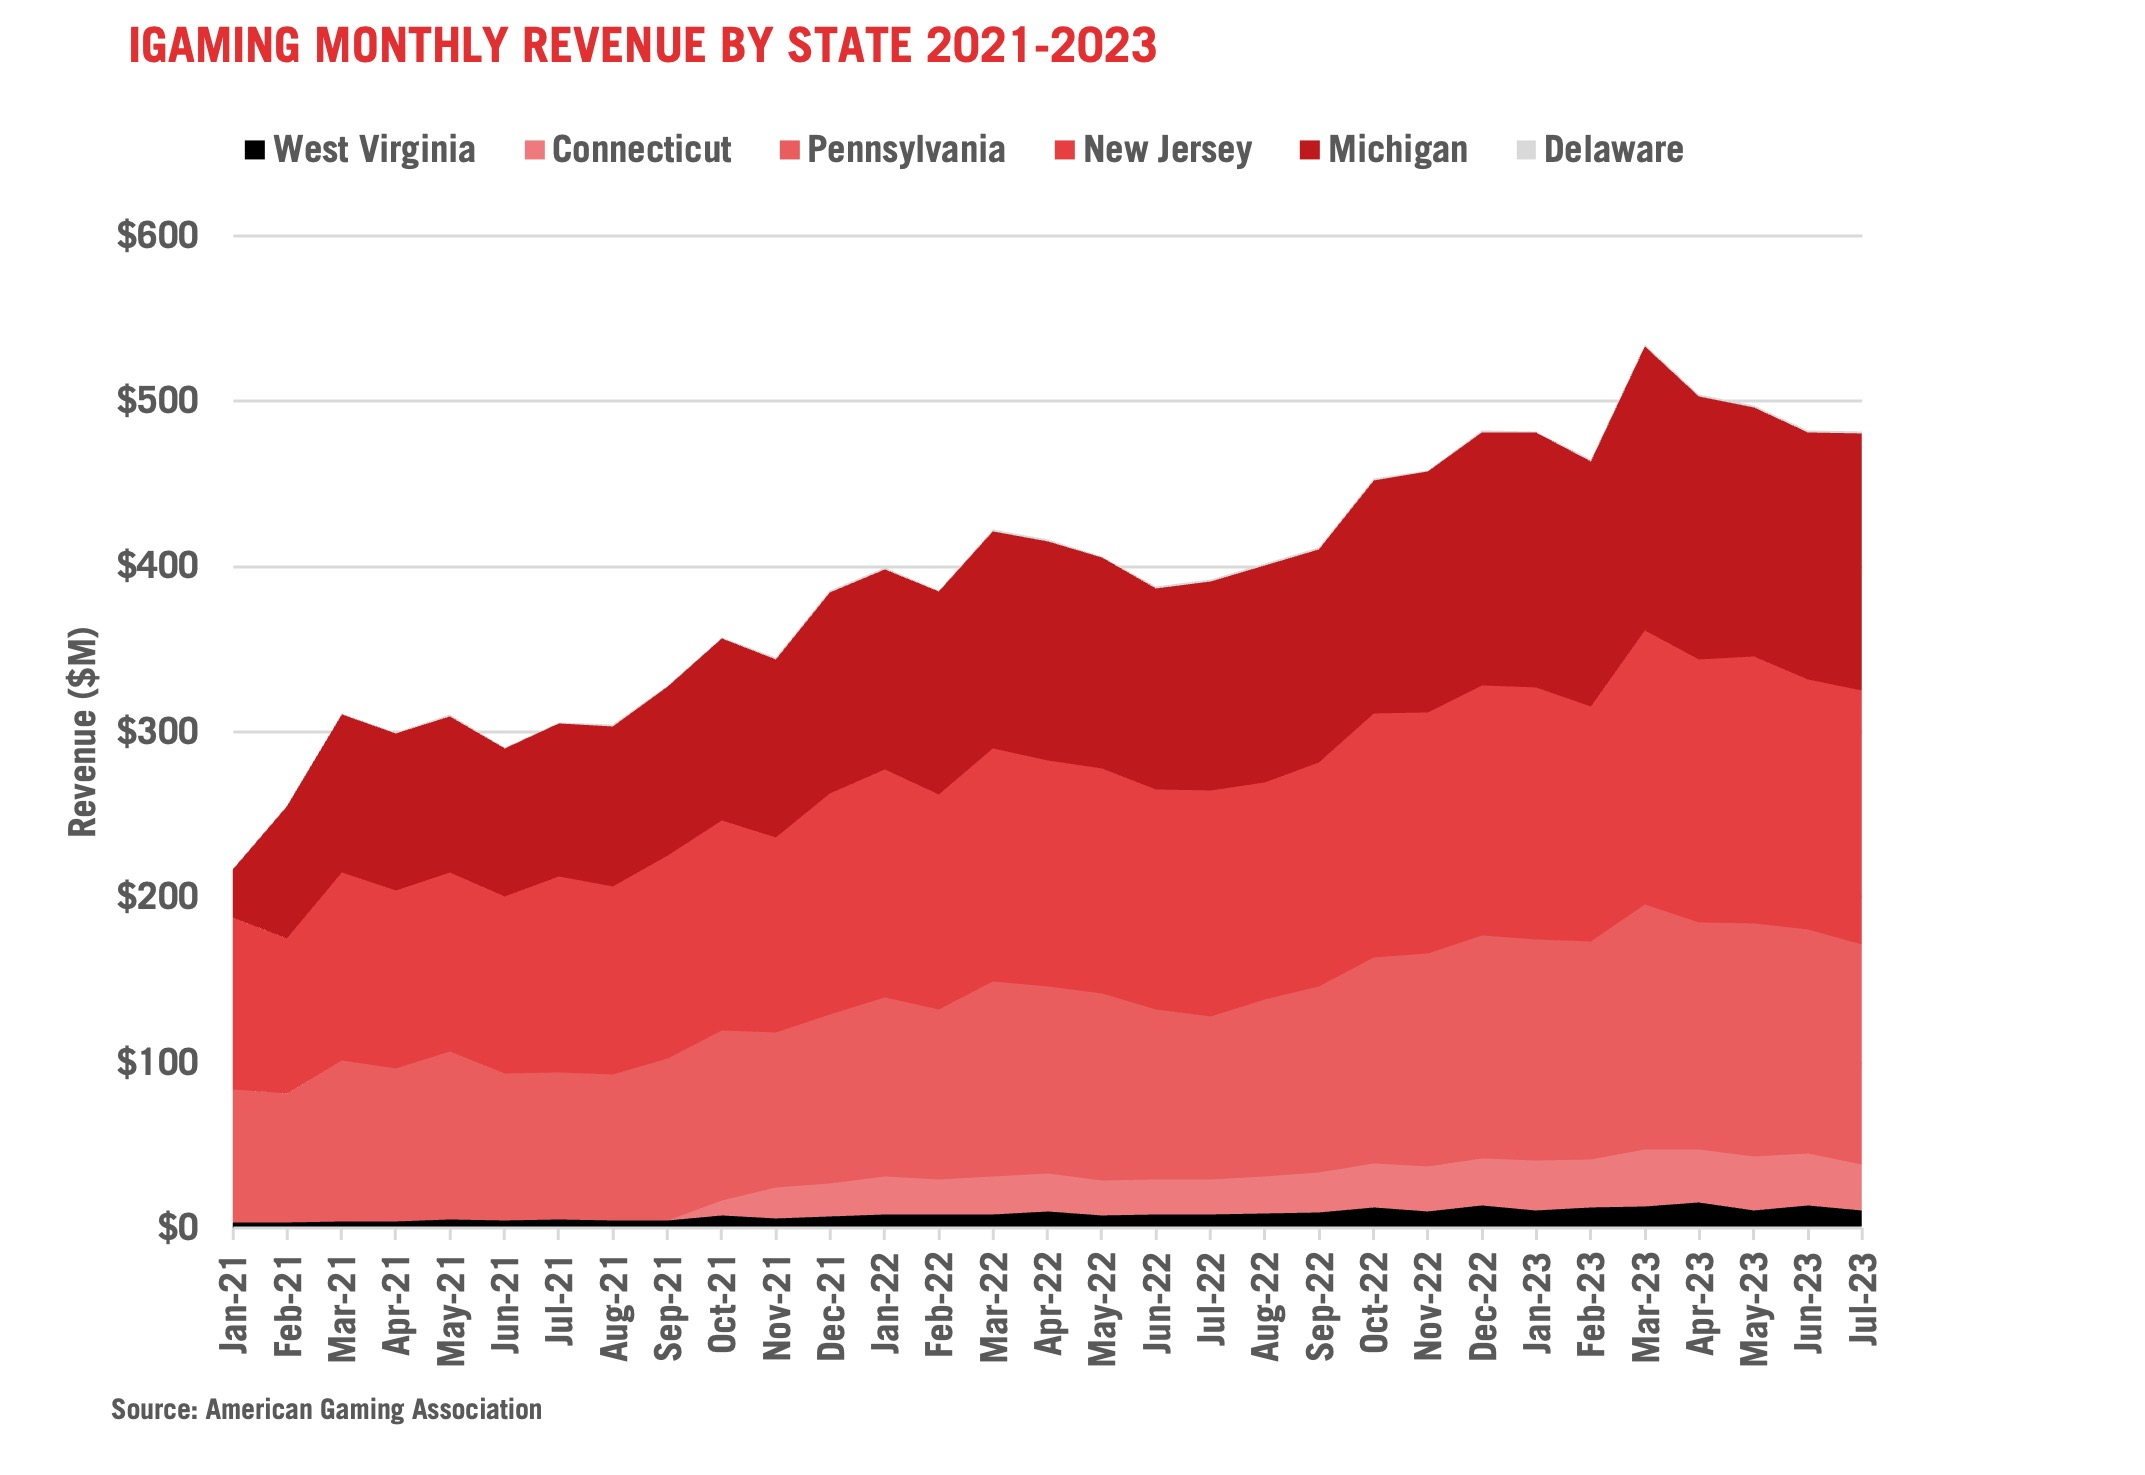 IGAMING MONTHLY REVENUE BY STATE 2021-2023
West Virginia Connecticut Pennsylvania New Jersey Michigan Delaware
$600
$500
$400
$300
$200
$100
$0
Revenue ($M)
Jan-21 Feb-21 Mar-21 Apr-21 May-21 Jun-21 Jul-21 Aug-21 Sep-21 Oct-21 Nov-21 Dec-21 Jan-22 Feb-22 Mar-22 Apr-22 May-22 Jun-22 Jul-22 Aug-22 Sep-22 Oct-22 Nov-22 Dec-22 Jan-23 Feb-23 Mar-23 Apr-23 May-23 Jun-23 Jul-23
Source: American Gaming Association